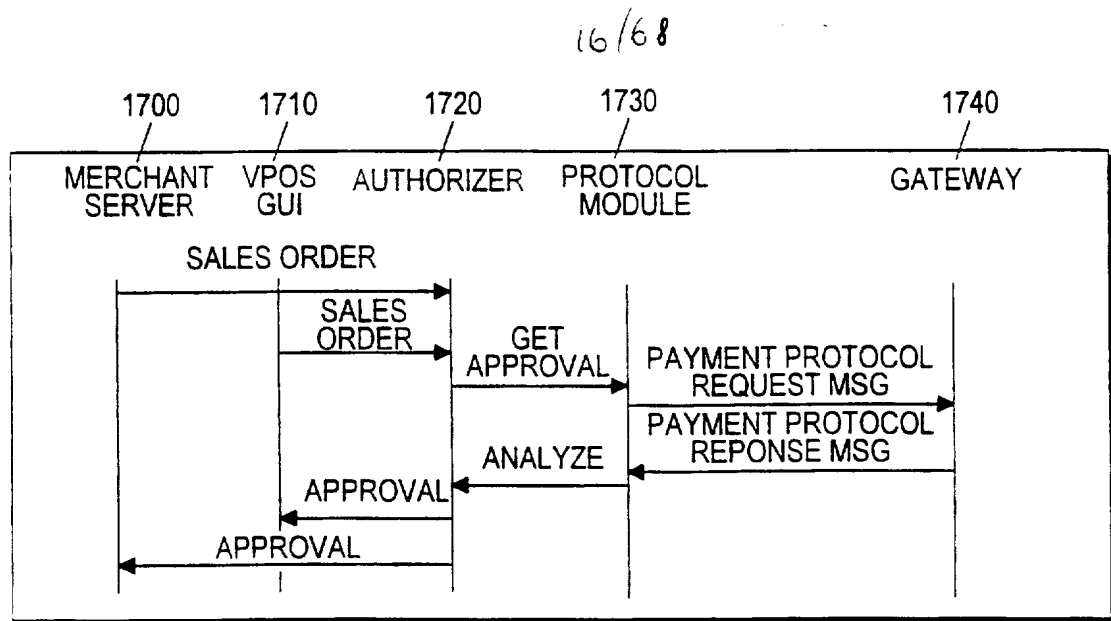 16/68
1700 1710 1720 1730 1740
MERCHANT SERVER
VPOS GUI
AUTHORIZER
PROTOCOL MODULE
GATEWAY
SALES ORDER
SALES
ORDER
GET
APPROVAL
PAYMENT PROTOCOL
REQUEST MSG
PAYMENT PROTOCOL
REPONSE MSG
ANALYZE
APPROVAL
APPROVAL